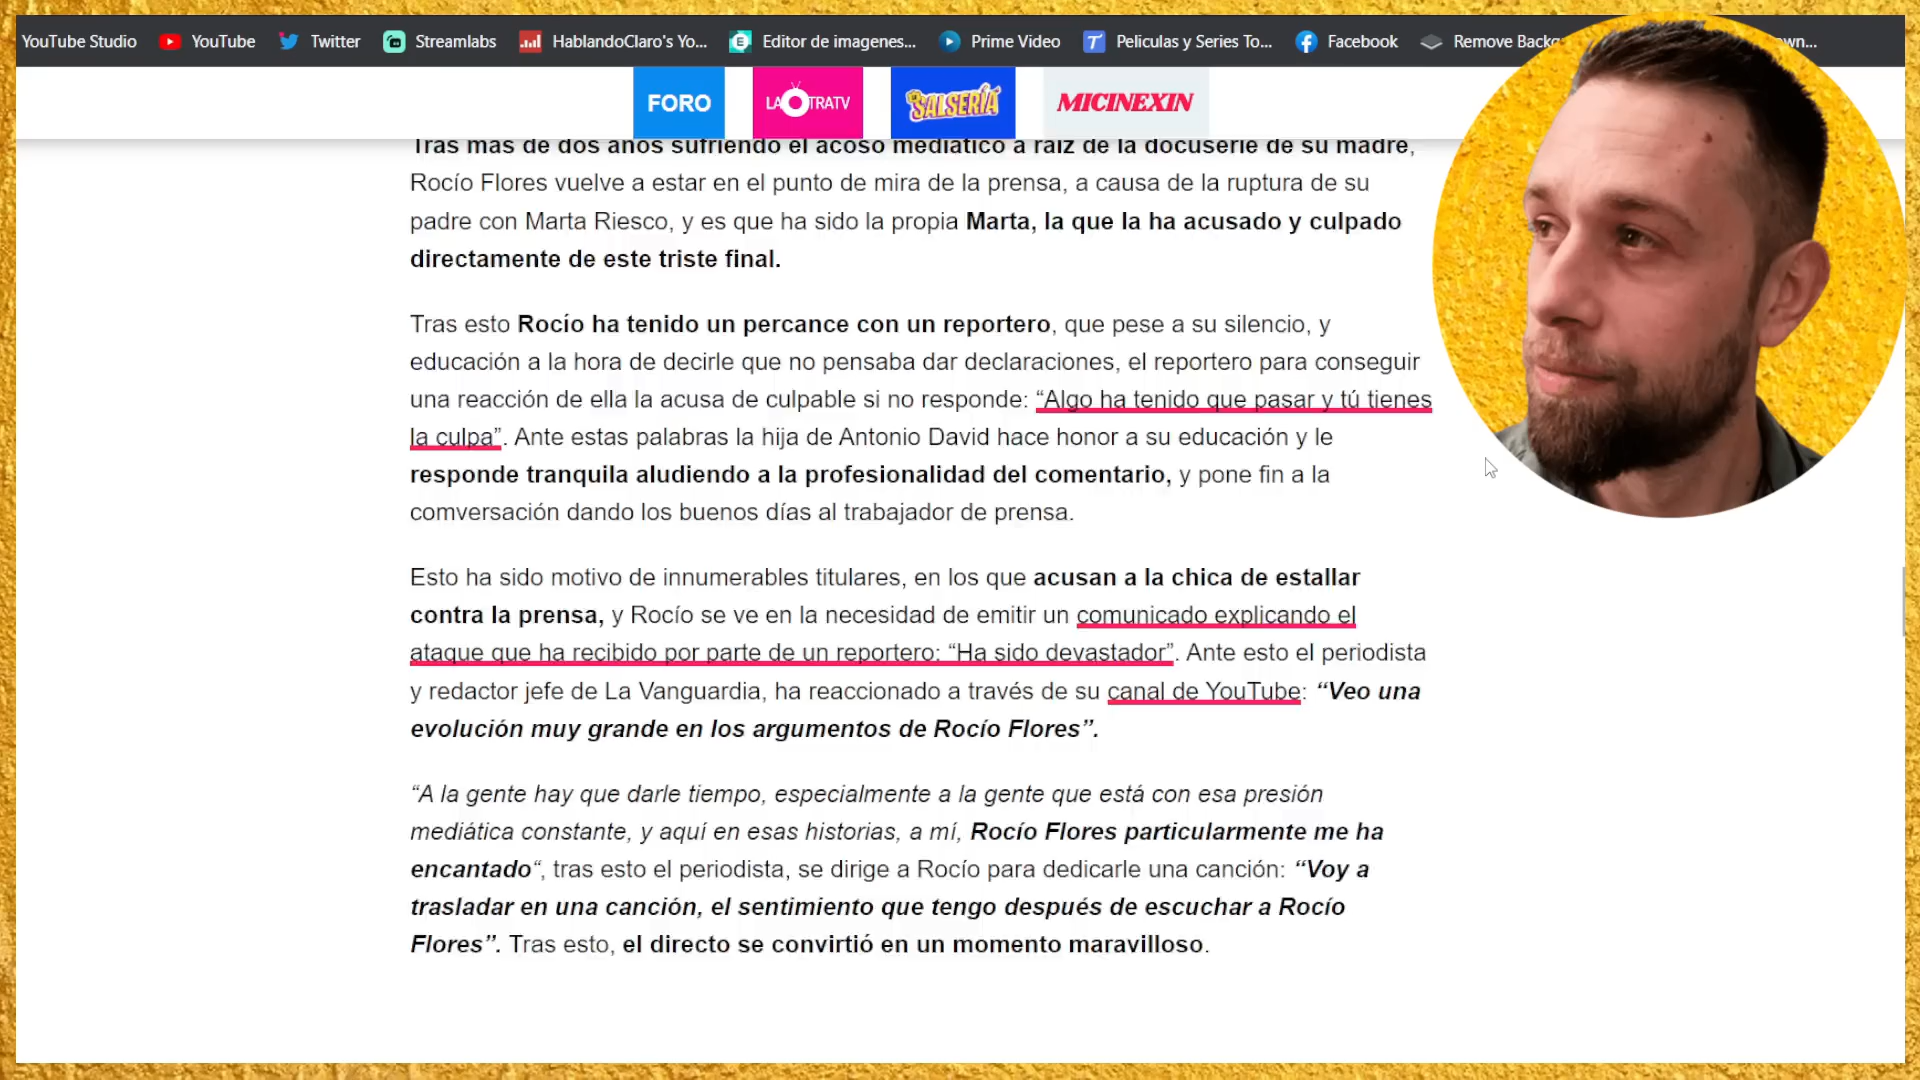 YouTube Studio YouTube Twitter Streamlabs HablandoClaro's Yo... Editor de imagenes... Prime Video Peliculas y Series To... Facebook Remove Backg
FORO LA OTRATV SALSERÍA MICINEXIN
Tras más de dos años sufriendo el acoso mediático a raíz de la docuserie de su madre,
Rocío Flores vuelve a estar en el punto de mira de la prensa, a causa de la ruptura de su
padre con Marta Riesco, y es que ha sido la propia Marta, la que la ha acusado y culpado
directamente de este triste final.
Tras esto Rocío ha tenido un percance con un reportero, que pese a su silencio, y
educación a la hora de decirle que no pensaba dar declaraciones, el reportero para conseguir
una reacción de ella la acusa de culpable si no responde: “Algo ha tenido que pasar y tú tienes
la culpa”. Ante estas palabras la hija de Antonio David hace honor a su educación y le
responde tranquila aludiendo a la profesionalidad del comentario, y pone fin a la
comversación dando los buenos días al trabajador de prensa.
Esto ha sido motivo de innumerables titulares, en los que acusan a la chica de estallar
contra la prensa, y Rocío se ve en la necesidad de emitir un comunicado explicando el
ataque que ha recibido por parte de un reportero: “Ha sido devastador”. Ante esto el periodista
y redactor jefe de La Vanguardia, ha reaccionado a través de su canal de YouTube: “Veo una
evolución muy grande en los argumentos de Rocío Flores”.
“A la gente hay que darle tiempo, especialmente a la gente que está con esa presión
mediática constante, y aquí en esas historias, a mí, Rocío Flores particularmente me ha
encantado“, tras esto el periodista, se dirige a Rocío para dedicarle una canción: “Voy a
trasladar en una canción, el sentimiento que tengo después de escuchar a Rocío
Flores”. Tras esto, el directo se convirtió en un momento maravilloso.